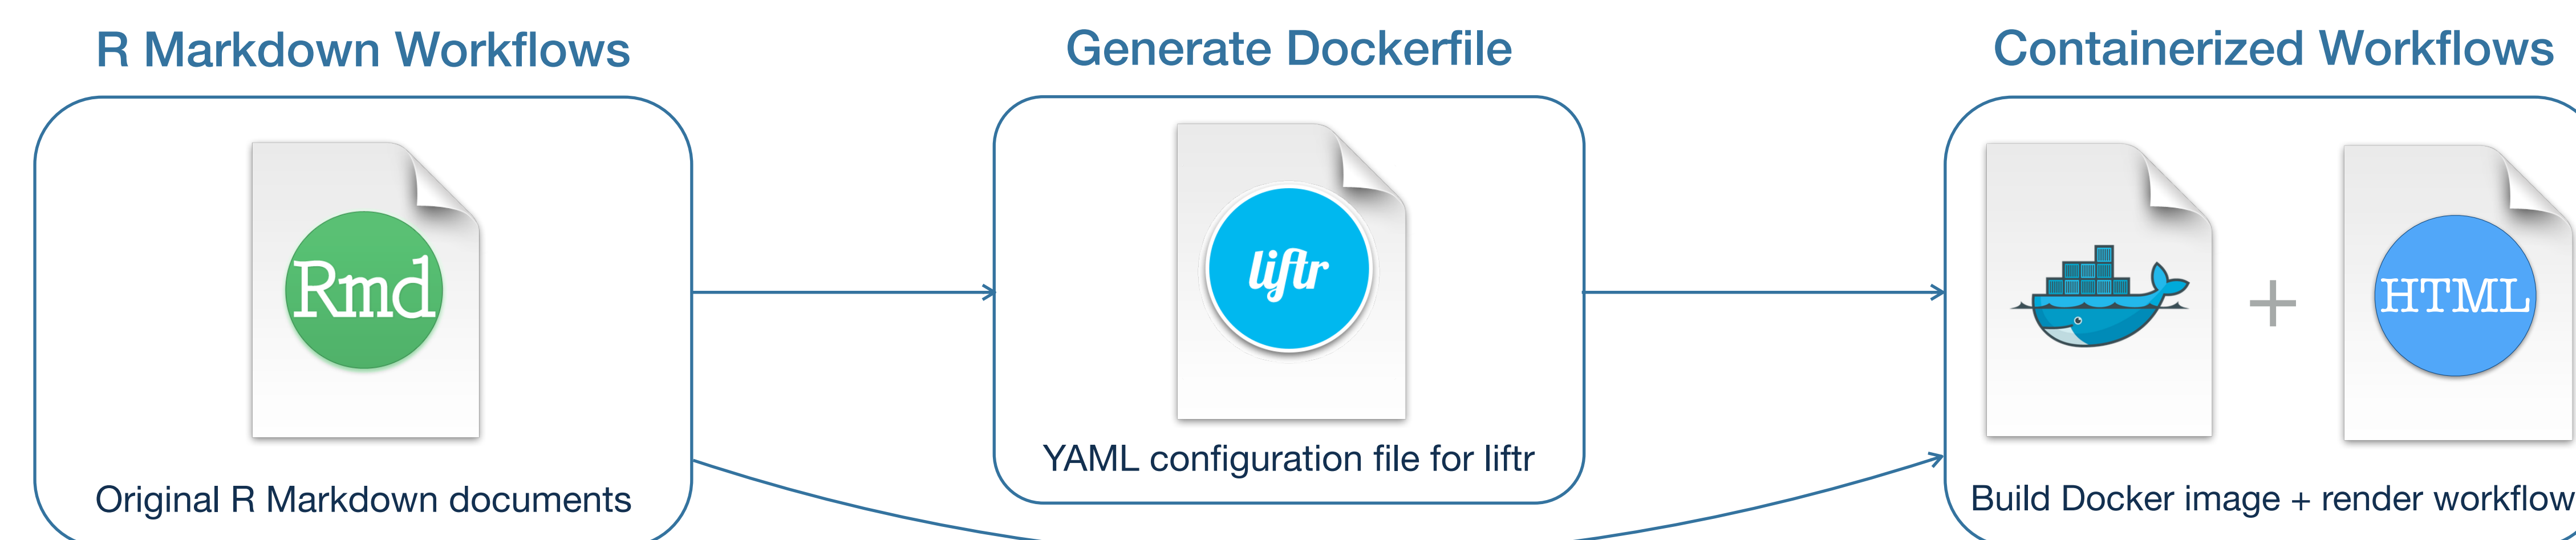 R Markdown Workflows
Generate Dockerfile
Containerized Workflows
Rmd
liftr
HTML
+
Original R Markdown documents
YAML configuration file for liftr
Build Docker image + render workflow